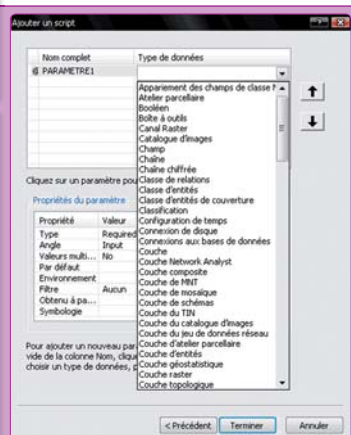 Ajouter un script
Nom complet Type de données
PARAMETRE1
Appariement des champs de classe
Atelier parcellaire
Booléen
Boîte à outils
Canal Raster
Catalogue d'images
Champ
Chaîne
Chaîne chiffrée
Classe de relations
Classe d'entités
Classe d'entités de couverture
Classification
Configuration de temps
Connexion de disque
Connexions aux bases de données
Couche
Couche Network Analyst
Couche composite
Couche de MNT
Couche de mosaïque
Couche de schémas
Couche du TIN
Couche du catalogue d'images
Couche du jeu de données réseau
Couche d'atelier parcellaire
Couche d'entités
Couche géostatistique
Couche raster
Couche topologique
Cliquez sur un paramètre pou
Propriétés du paramètre
Propriété Valeur
Type Required
Angle Input
Valeurs multi... No
Par défaut
Environnement
Filtre Aucun
Obtenu à pa...
Symbologie
Pour ajouter un nouveau par
vide de la colonne Nom, clique
choisir un type de données, p
< Précédent Terminer Annuler